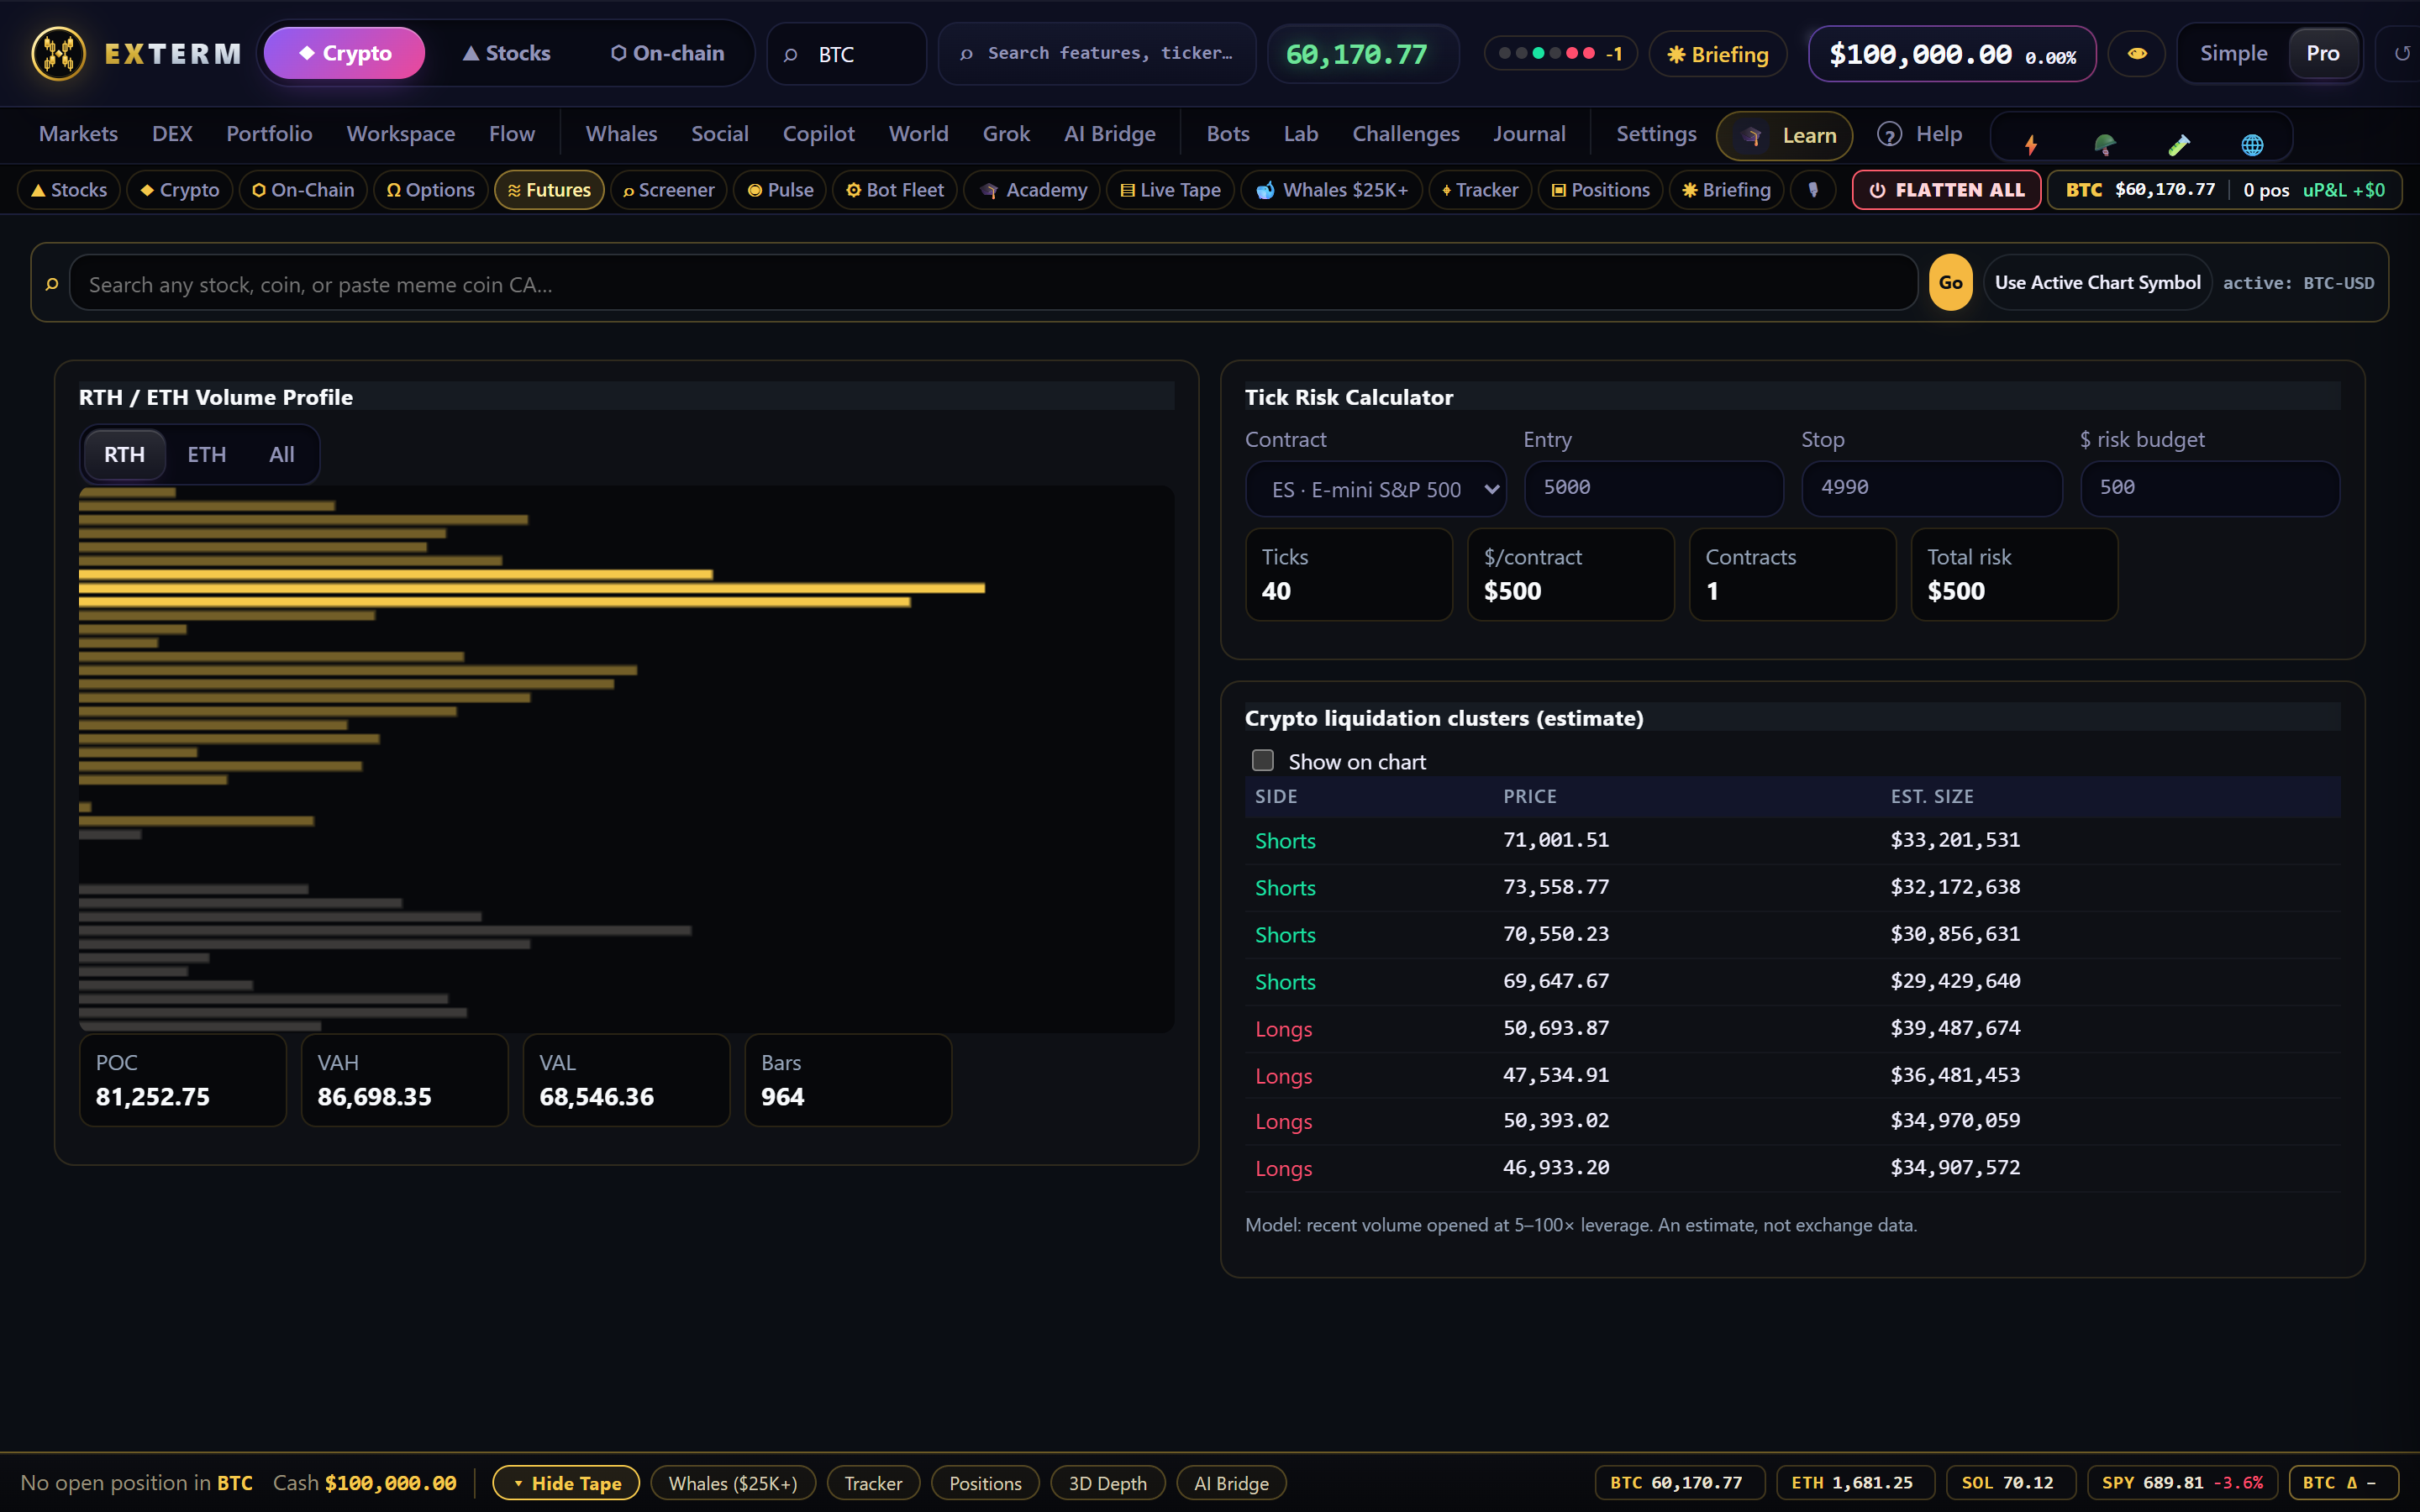 EXTERM
Crypto
Stocks
On-chain
BTC
Search features, ticker…
60,170.77
-1
Briefing
$100,000.00 0.00%
Simple
Pro
Markets
DEX
Portfolio
Workspace
Flow
Whales
Social
Copilot
World
Grok
AI Bridge
Bots
Lab
Challenges
Journal
Settings
Learn
? Help
Stocks
Crypto
On-Chain
Ω Options
Futures
Screener
Pulse
Bot Fleet
Academy
Live Tape
Whales $25K+
Tracker
Positions
Briefing
FLATTEN ALL
BTC $60,170.77 0 pos uP&L +$0
Search any stock, coin, or paste meme coin CA…
Go
Use Active Chart Symbol
active: BTC-USD
RTH / ETH Volume Profile
RTH
ETH
All
POC
81,252.75
VAH
86,698.35
VAL
68,546.36
Bars
964
Tick Risk Calculator
Contract
Entry
Stop
$ risk budget
ES · E-mini S&P 500
5000
4990
500
Ticks
40
$/contract
$500
Contracts
1
Total risk
$500
Crypto liquidation clusters (estimate)
Show on chart
SIDE PRICE EST. SIZE
Shorts 71,001.51 $33,201,531
Shorts 73,558.77 $32,172,638
Shorts 70,550.23 $30,856,631
Shorts 69,647.67 $29,429,640
Longs 50,693.87 $39,487,674
Longs 47,534.91 $36,481,453
Longs 50,393.02 $34,970,059
Longs 46,933.20 $34,907,572
Model: recent volume opened at 5–100× leverage. An estimate, not exchange data.
No open position in BTC Cash $100,000.00
Hide Tape
Whales ($25K+)
Tracker
Positions
3D Depth
AI Bridge
BTC 60,170.77
ETH 1,681.25
SOL 70.12
SPY 689.81 -3.6%
BTC Δ –